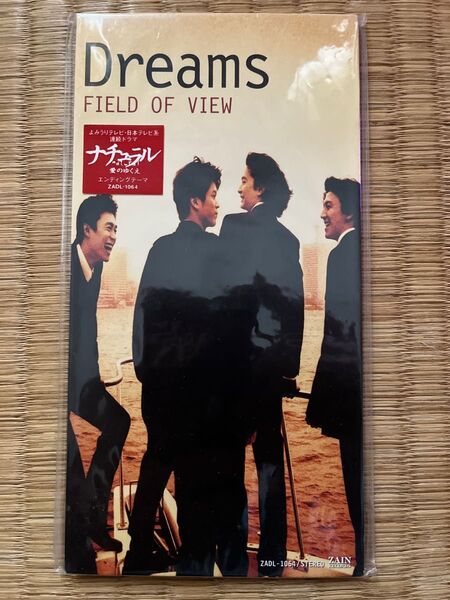 Dreams
FIELD OF VIEW
よみうりテレビ・日本テレビ系
連続ドラマ
ナチュラル
愛のゆくえ
エンディングテーマ
ZADL-1064
ZADL-1064/STEREO
ZAIN
RECORDS